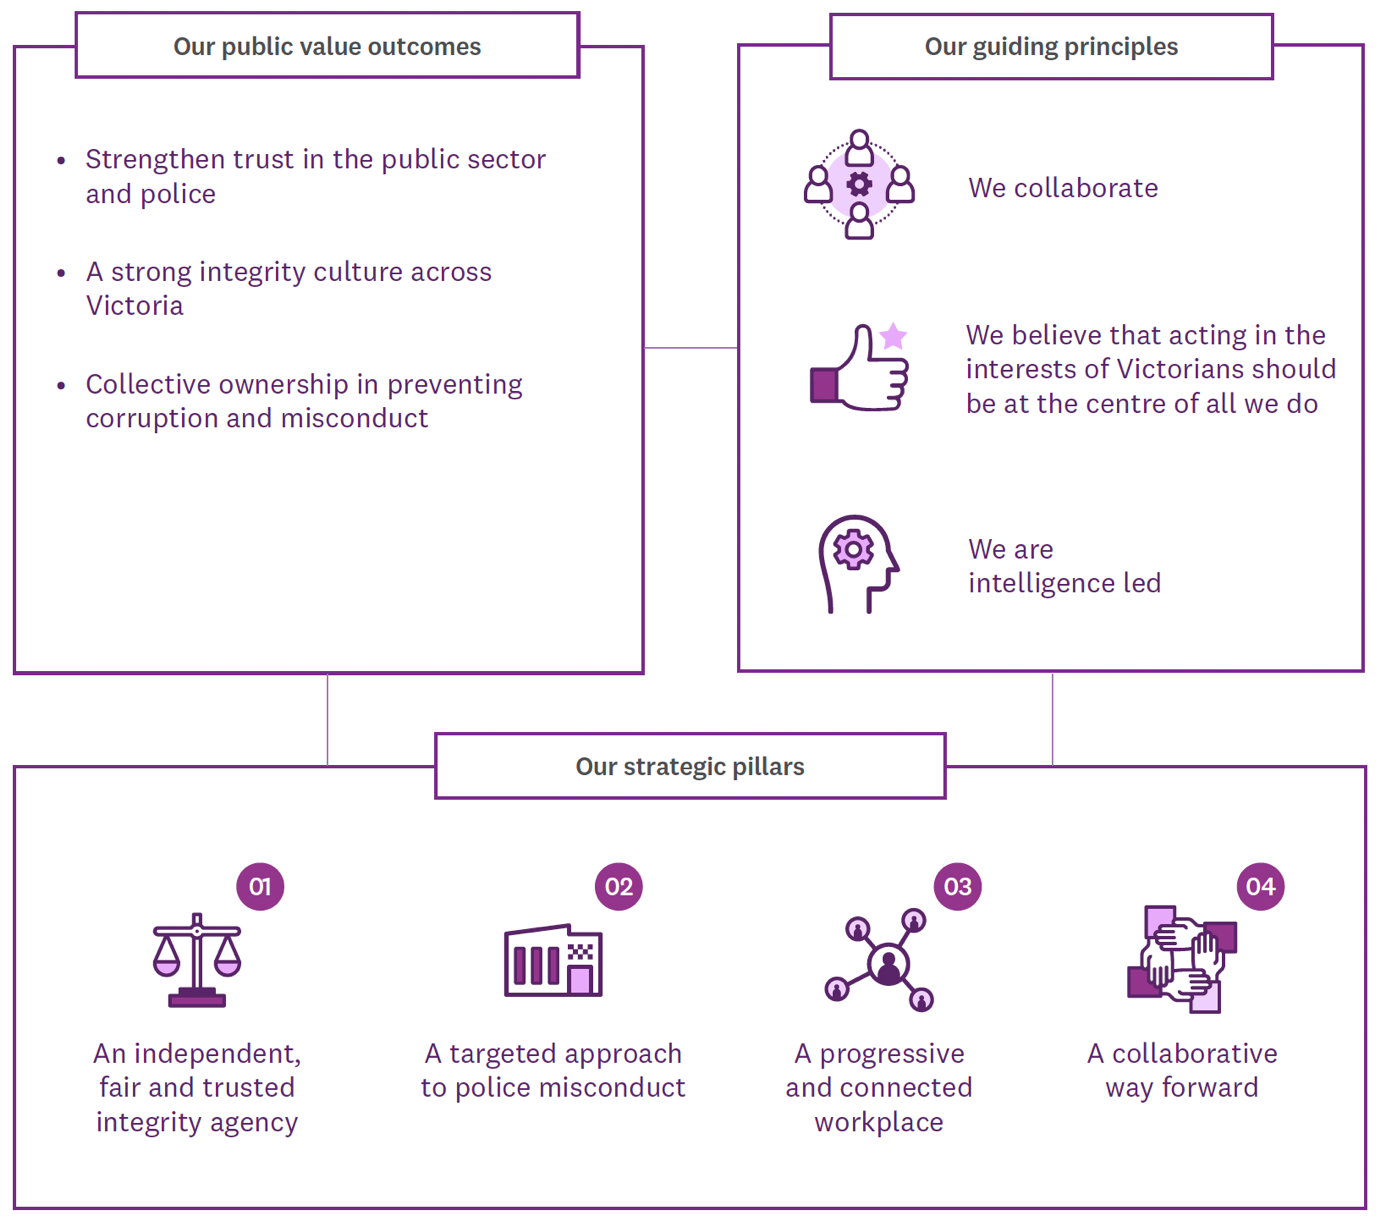 Our public value outcomes
• Strengthen trust in the public sector
and police
• A strong integrity culture across
Victoria
• Collective ownership in preventing
corruption and misconduct
Our guiding principles
We collaborate
We believe that acting in the
interests of Victorians should
be at the centre of all we do
We are
intelligence led
Our strategic pillars
01
An independent,
fair and trusted
integrity agency
02
A targeted approach
to police misconduct
03
A progressive
and connected
workplace
04
A collaborative
way forward